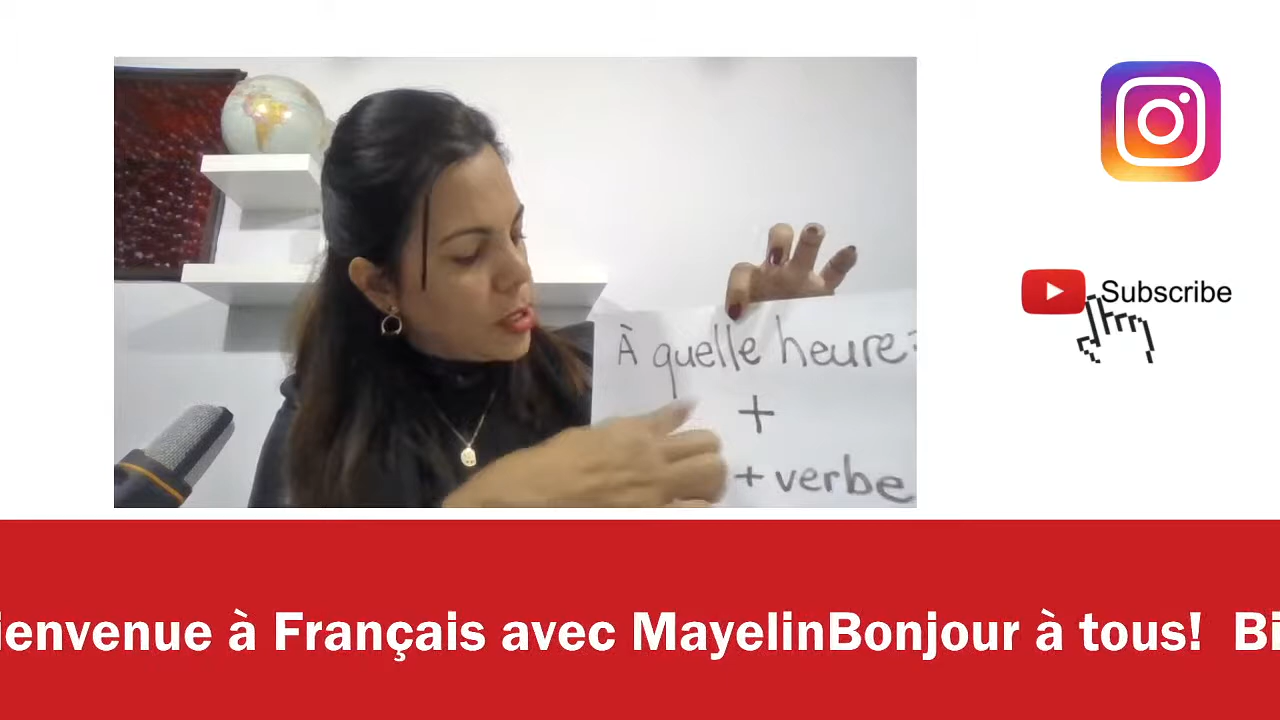 À quelle heure
+
+ verbe
Subscribe
ienvenue à Français avec MayelinBonjour à tous! Bi